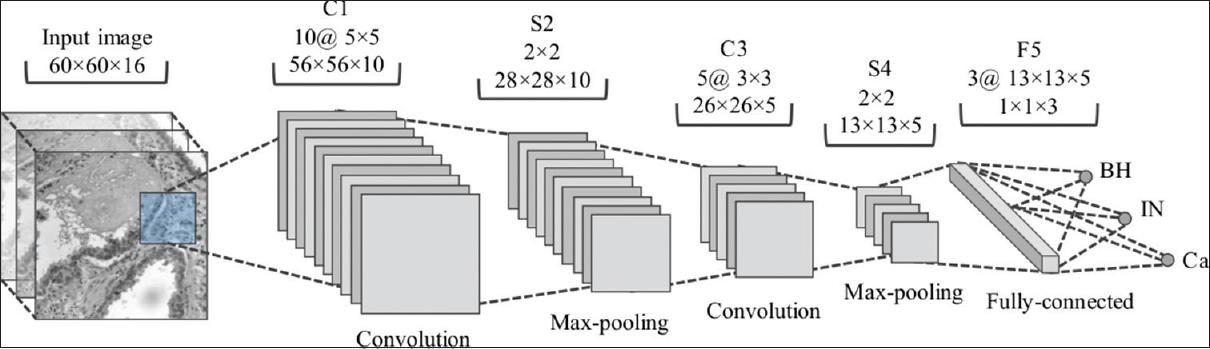 Input image
60×60×16
C1
10@ 5×5
56×56×10
S2
2×2
28×28×10
C3
5@ 3×3
26×26×5
S4
2×2
13×13×5
F5
3@ 13×13×5
1×1×3
BH
IN
Ca
Convolution
Max-pooling
Convolution
Max-pooling
Fully-connected